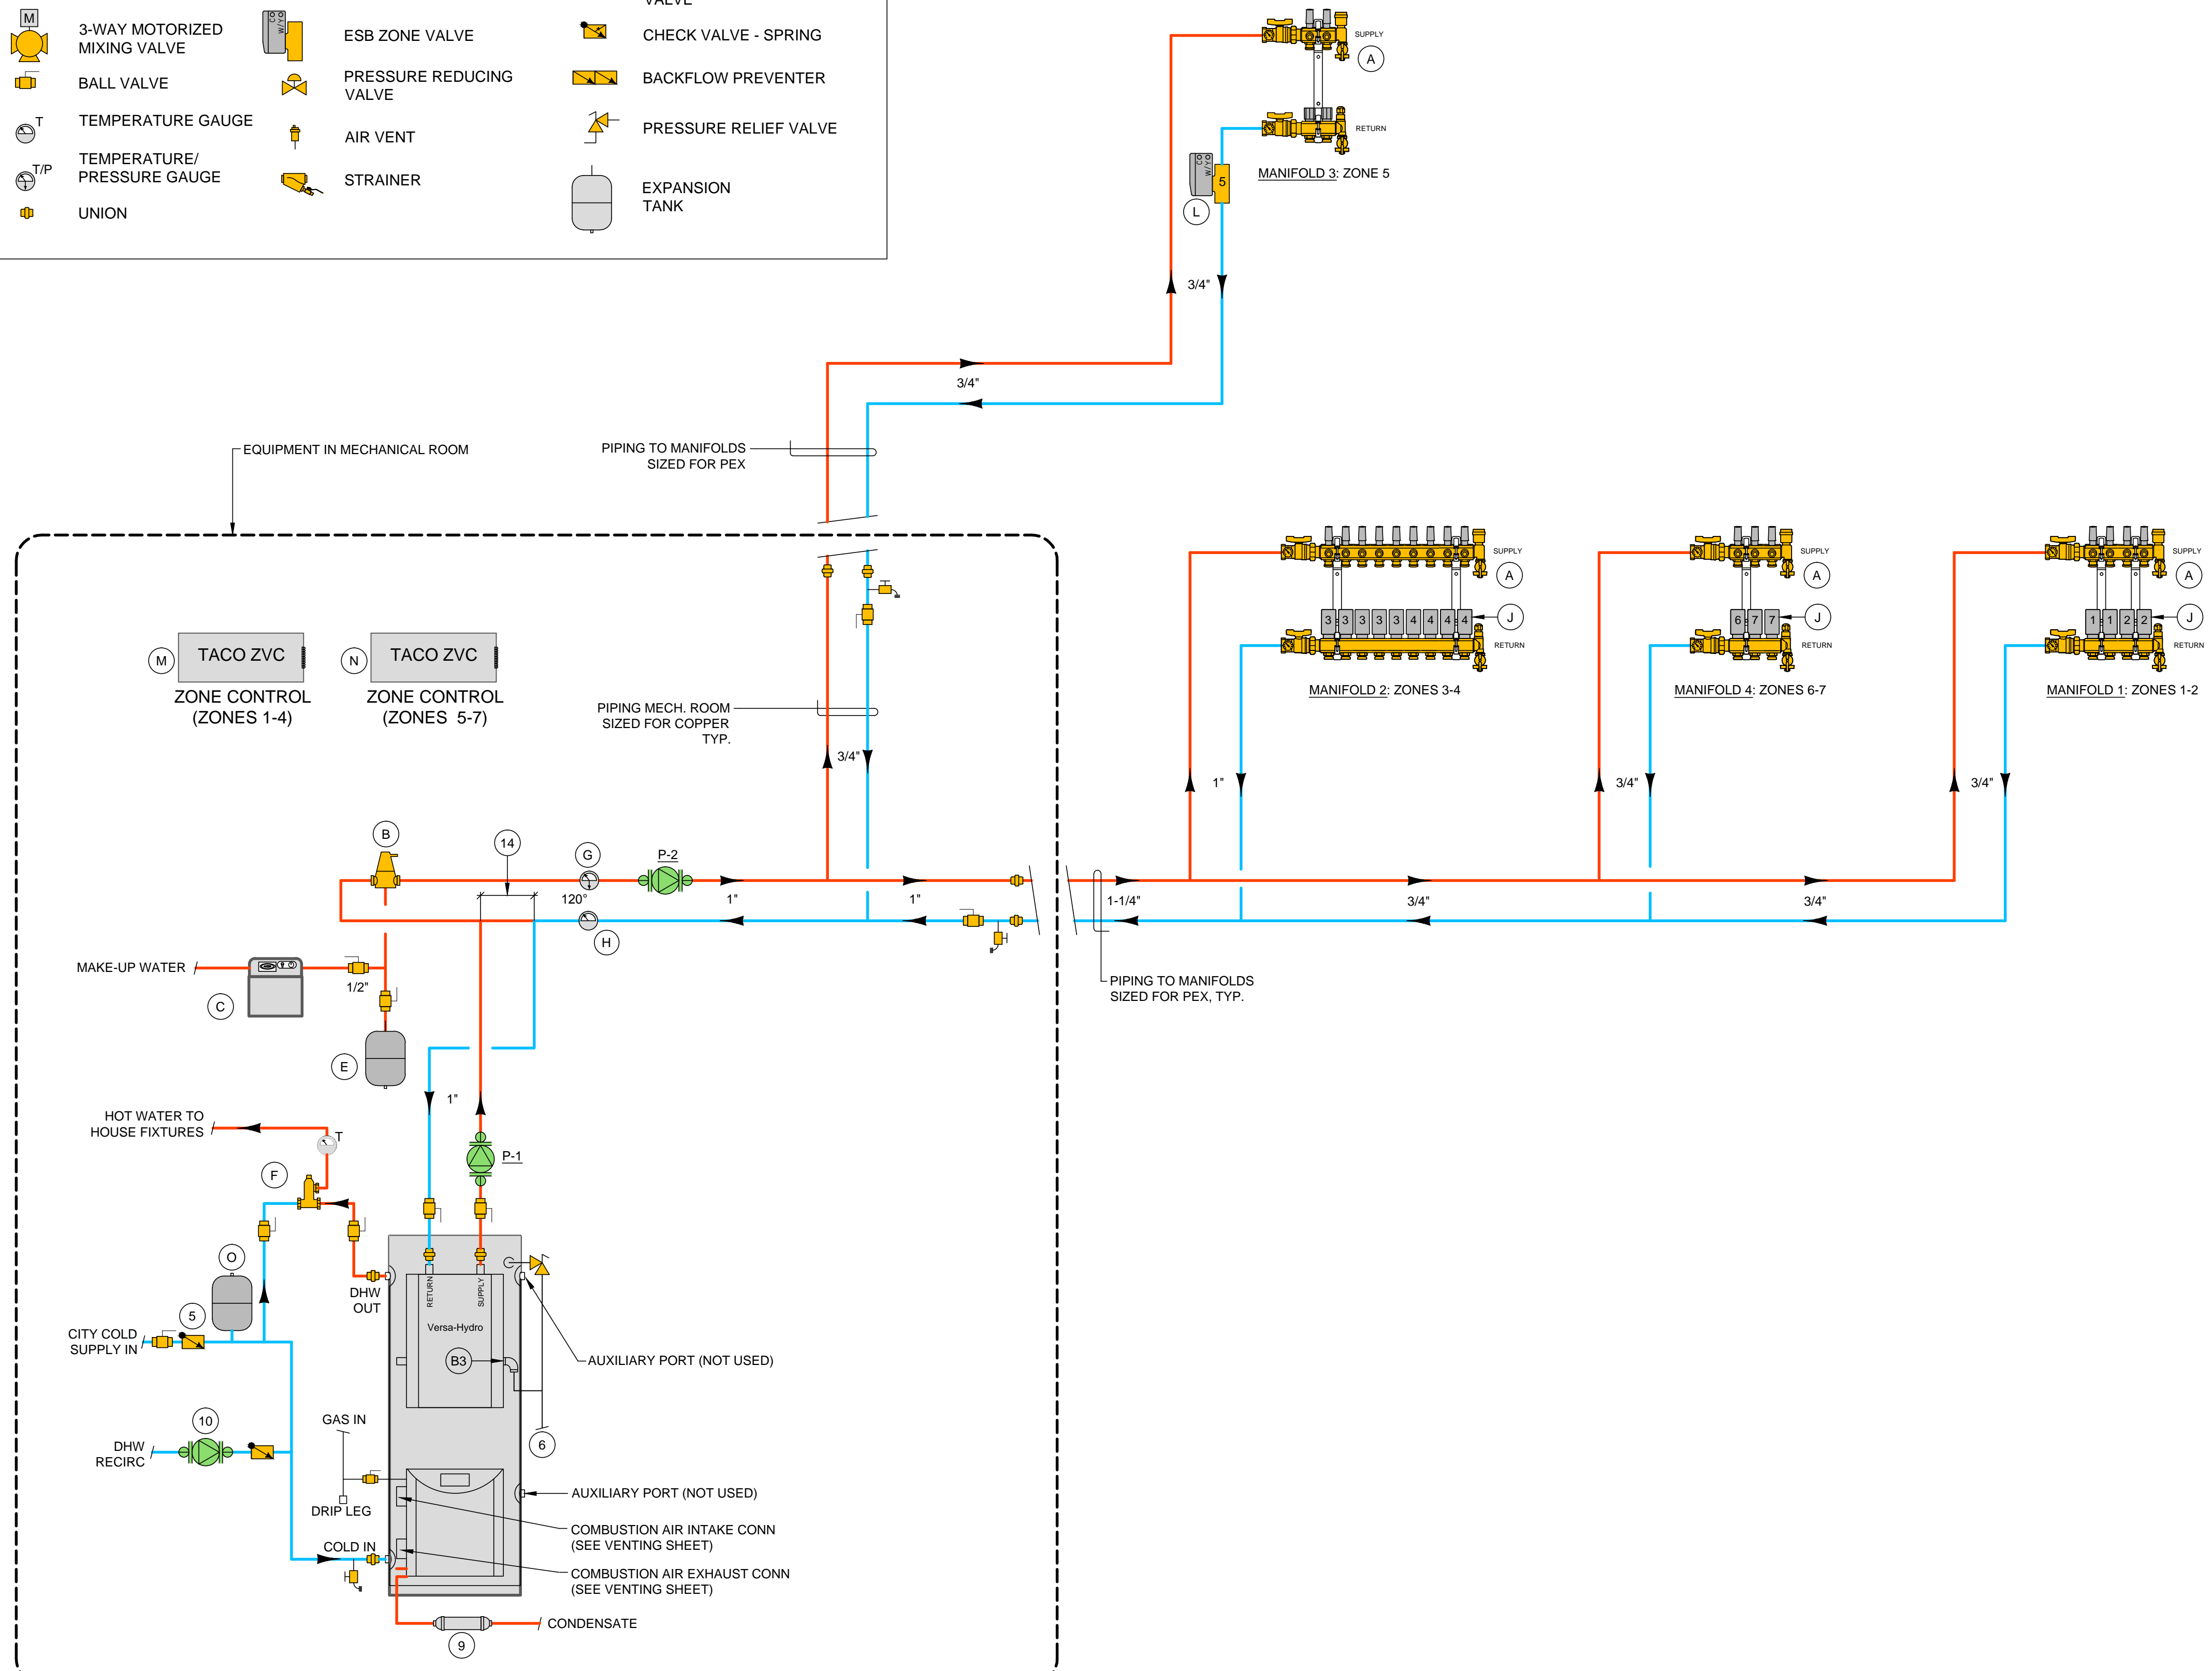 VALVE
M
3-WAY MOTORIZED
MIXING VALVE
CO
W/YO
ESB ZONE VALVE
CHECK VALVE - SPRING
BALL VALVE
PRESSURE REDUCING
VALVE
BACKFLOW PREVENTER
T
TEMPERATURE GAUGE
AIR VENT
PRESSURE RELIEF VALVE
T/P
TEMPERATURE/
PRESSURE GAUGE
STRAINER
EXPANSION
TANK
UNION
SUPPLY
A
RETURN
MANIFOLD 3: ZONE 5
CO
W/YO
5
L
3/4"
3/4"
EQUIPMENT IN MECHANICAL ROOM
PIPING TO MANIFOLDS
SIZED FOR PEX
SUPPLY
A
3 3 3 3 3 4 4 4 4
J
RETURN
MANIFOLD 2: ZONES 3-4
SUPPLY
A
6 7 7
J
RETURN
MANIFOLD 4: ZONES 6-7
SUPPLY
A
1 1 2 2
J
RETURN
MANIFOLD 1: ZONES 1-2
M
TACO ZVC
ZONE CONTROL
(ZONES 1-4)
N
TACO ZVC
ZONE CONTROL
(ZONES 5-7)
PIPING MECH. ROOM
SIZED FOR COPPER
TYP.
3/4"
1"
3/4"
3/4"
B
14
G
P-2
120°
1"
1"
1-1/4"
3/4"
3/4"
H
MAKE-UP WATER
1/2"
C
PIPING TO MANIFOLDS
SIZED FOR PEX, TYP.
E
1"
HOT WATER TO
HOUSE FIXTURES
T
P-1
F
O
DHW
OUT
RETURN
SUPPLY
5
CITY COLD
SUPPLY IN
Versa-Hydro
B3
AUXILIARY PORT (NOT USED)
10
GAS IN
DHW
RECIRC
6
DRIP LEG
AUXILIARY PORT (NOT USED)
COMBUSTION AIR INTAKE CONN
(SEE VENTING SHEET)
COLD IN
COMBUSTION AIR EXHAUST CONN
(SEE VENTING SHEET)
CONDENSATE
9